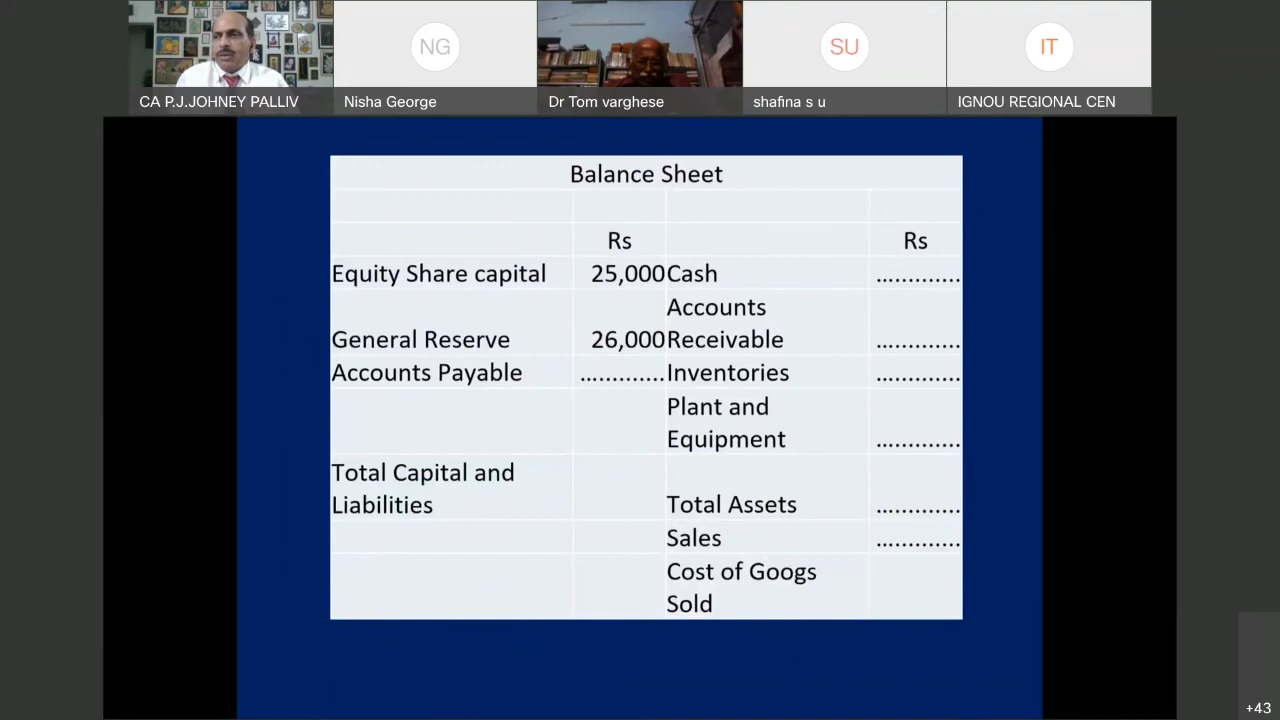 NG
SU
IT
CA P.J.JOHNEY PALLIV
Nisha George
Dr Tom varghese
shafina s u
IGNOU REGIONAL CEN
Balance Sheet
Rs Rs
Equity Share capital 25,000 Cash .............
Accounts
General Reserve 26,000 Receivable .............
Accounts Payable ............. Inventories .............
Plant and
Equipment .............
Total Capital and
Liabilities Total Assets .............
Sales .............
Cost of Googs
Sold
+43